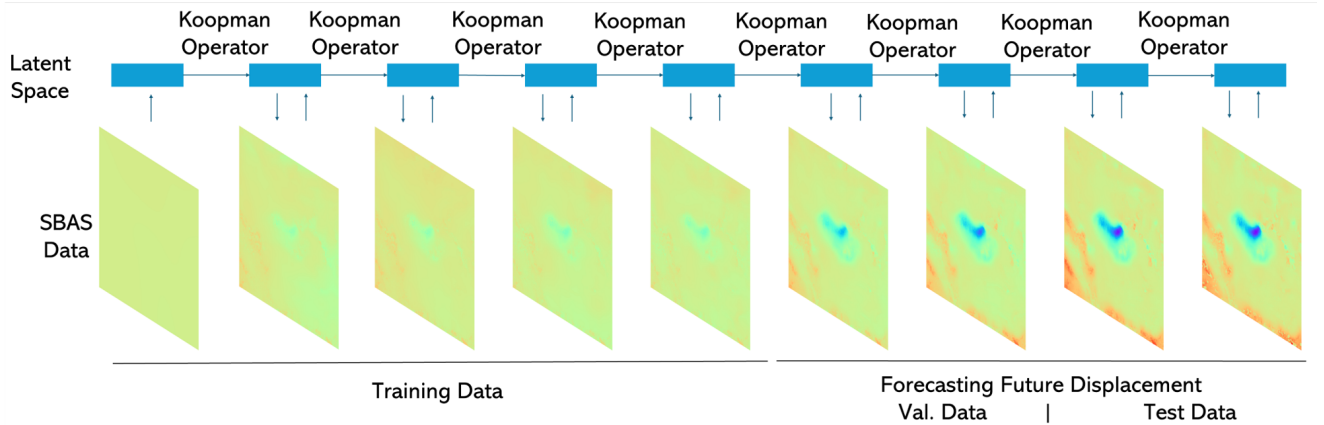 Koopman Operator
Koopman Operator
Koopman Operator
Koopman Operator
Koopman Operator
Koopman Operator
Koopman Operator
Koopman Operator
Latent
Space
SBAS
Data
Training Data
Forecasting Future Displacement
Val. Data | Test Data